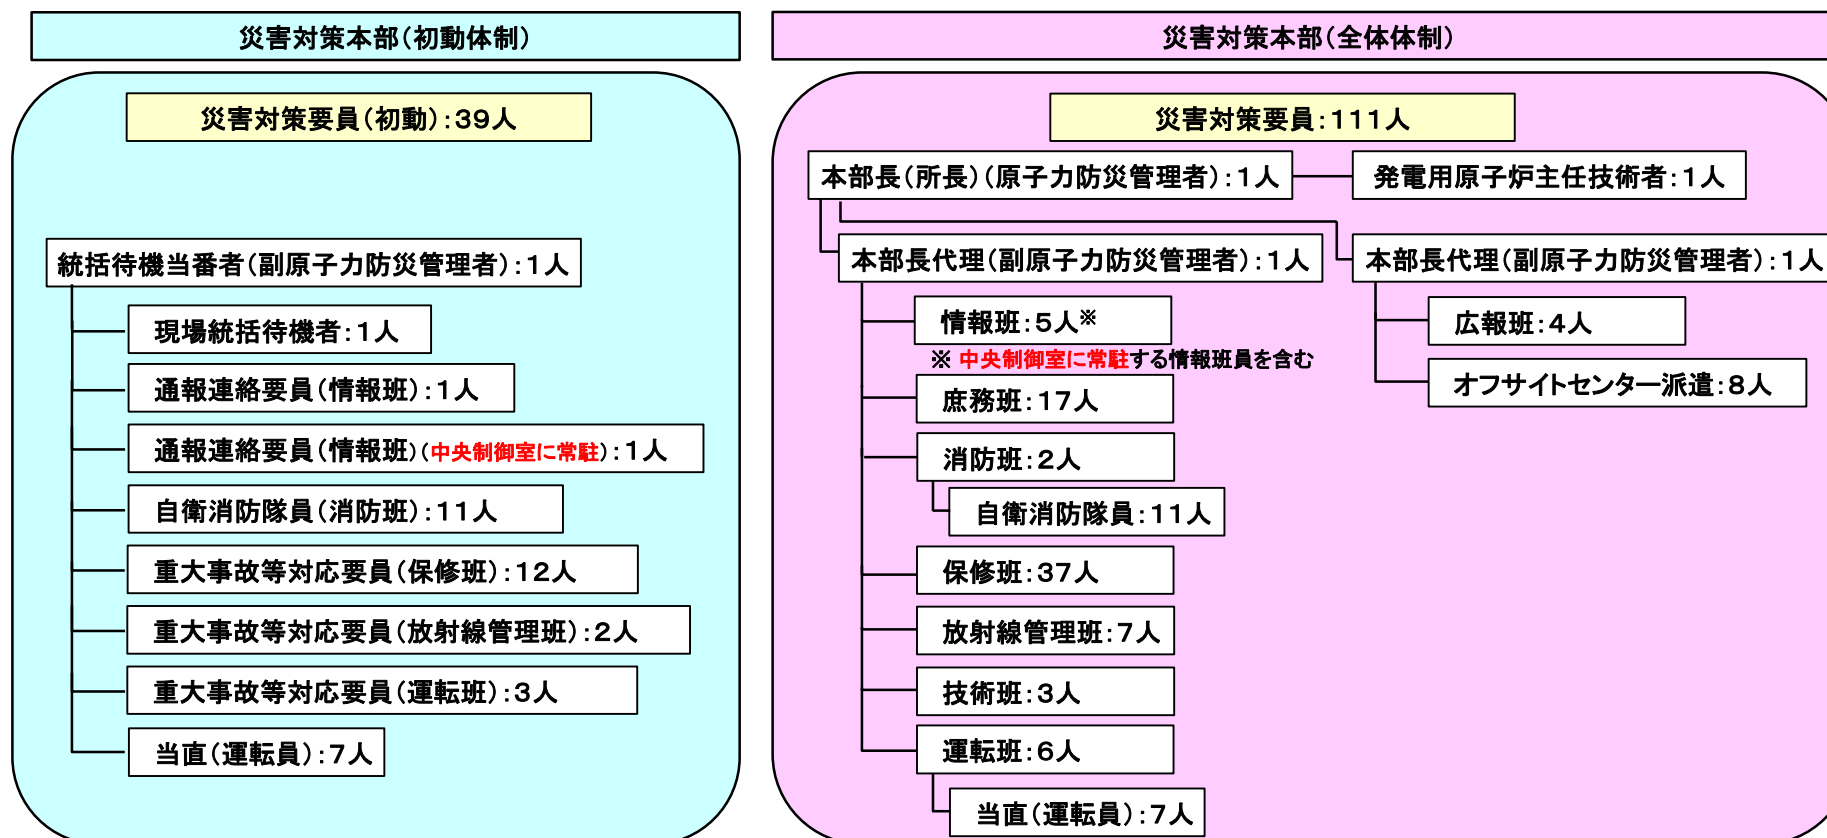 災害対策本部（初動体制）
災害対策要員（初動）：39人
統括待機当番者（副原子力防災管理者）：1人
現場統括待機者：1人
通報連絡要員（情報班）：1人
通報連絡要員（情報班）（中央制御室に常駐）：1人
自衛消防隊員（消防班）：11人
重大事故等対応要員（保修班）：12人
重大事故等対応要員（放射線管理班）：2人
重大事故等対応要員（運転班）：3人
当直（運転員）：7人
災害対策本部（全体体制）
災害対策要員：111人
本部長（所長）（原子力防災管理者）：1人
発電用原子炉主任技術者：1人
本部長代理（副原子力防災管理者）：1人
情報班：5人※
※ 中央制御室に常駐する情報班員を含む
庶務班：17人
消防班：2人
自衛消防隊員：11人
保修班：37人
放射線管理班：7人
技術班：3人
運転班：6人
当直（運転員）：7人
本部長代理（副原子力防災管理者）：1人
広報班：4人
オフサイトセンター派遣：8人